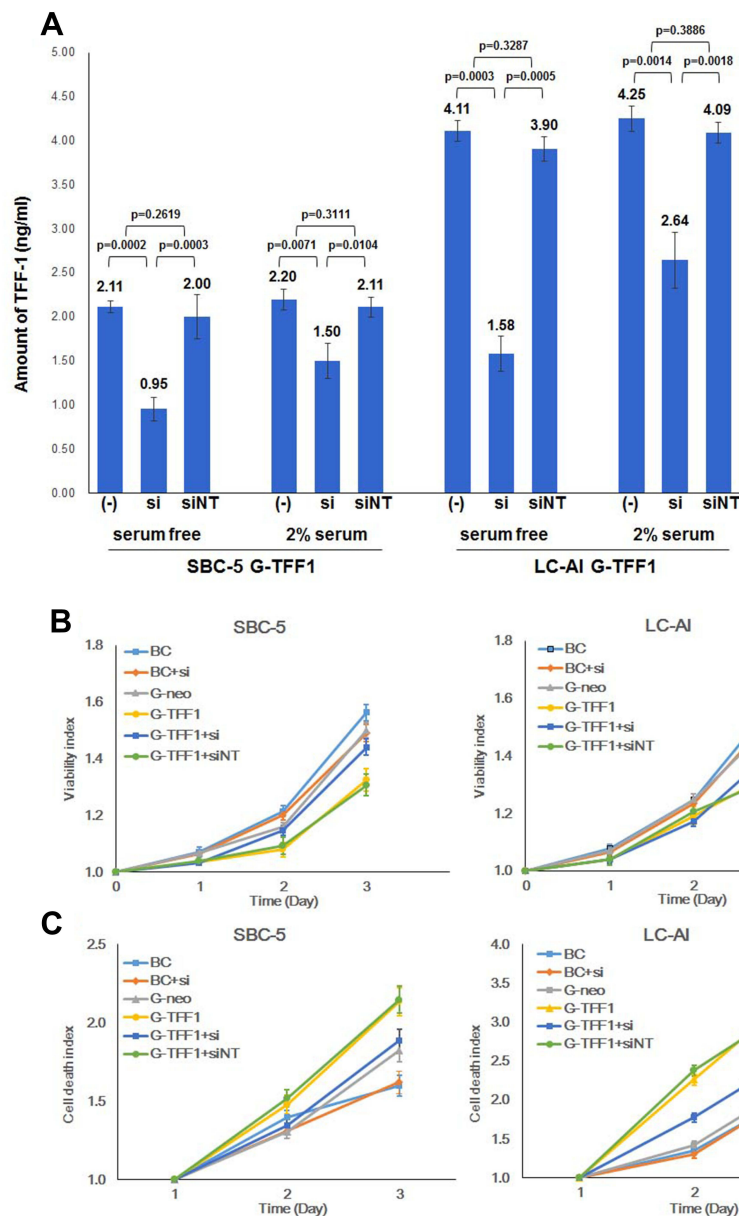 A
5.00
4.50
4.00
3.50
3.00
2.50
2.00
1.50
1.00
0.50
0.00
Amount of TFF-1 (ng/ml)
p=0.2619
p=0.0002 p=0.0003
2.11
0.95
2.00
p=0.3111
p=0.0071 p=0.0104
2.20
1.50
2.11
p=0.3287
p=0.0003 p=0.0005
4.11
1.58
3.90
p=0.3886
p=0.0014 p=0.0018
4.25
2.64
4.09
(-) si siNT (-) si siNT (-) si siNT (-) si siNT
serum free 2% serum serum free 2% serum
SBC-5 G-TFF1 LC-AI G-TFF1
B
SBC-5
1.8
1.6
1.4
1.2
1.0
Viability index
BC
BC+si
G-neo
G-TFF1
G-TFF1+si
G-TFF1+siNT
0 1 2 3
Time (Day)
LC-AI
1.8
1.6
1.4
1.2
1.0
Viability index
BC
BC+si
G-neo
G-TFF1
G-TFF1+si
G-TFF1+siNT
0 1 2
Time (Day)
C
SBC-5
2.5
2.0
1.5
1.0
Cell death index
BC
BC+si
G-neo
G-TFF1
G-TFF1+si
G-TFF1+siNT
1 2 3
Time (Day)
LC-AI
4.0
3.5
3.0
2.5
2.0
1.5
1.0
Cell death index
BC
BC+si
G-neo
G-TFF1
G-TFF1+si
G-TFF1+siNT
1 2
Time (Day)